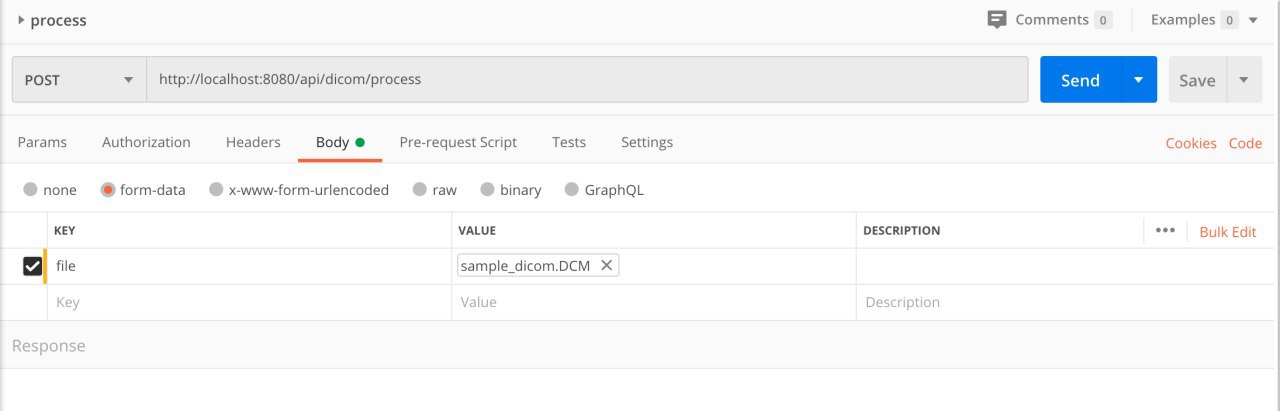 process Comments 0 Examples 0
POST http://localhost:8080/api/dicom/process Send Save
Params Authorization Headers Body Pre-request Script Tests Settings Cookies Code
none form-data x-www-form-urlencoded raw binary GraphQL
KEY VALUE DESCRIPTION ••• Bulk Edit
file sample_dicom.DCM
Key Value Description
Response